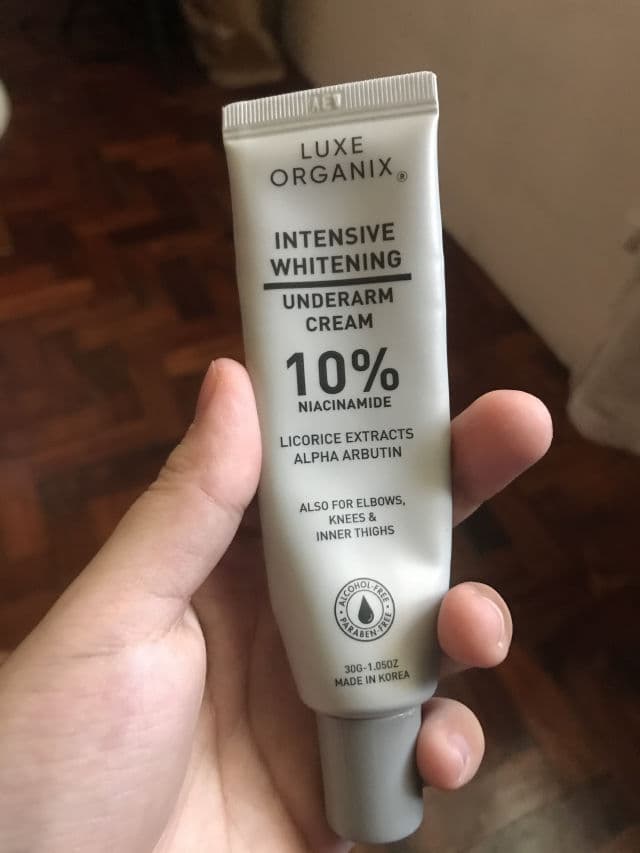 LUXE
ORGANIX®
INTENSIVE
WHITENING
UNDERARM
CREAM
10%
NIACINAMIDE
LICORICE EXTRACTS
ALPHA ARBUTIN
ALSO FOR ELBOWS,
KNEES &
INNER THIGHS
ALCOHOL-FREE
PARABEN-FREE
30G-1.05OZ
MADE IN KOREA